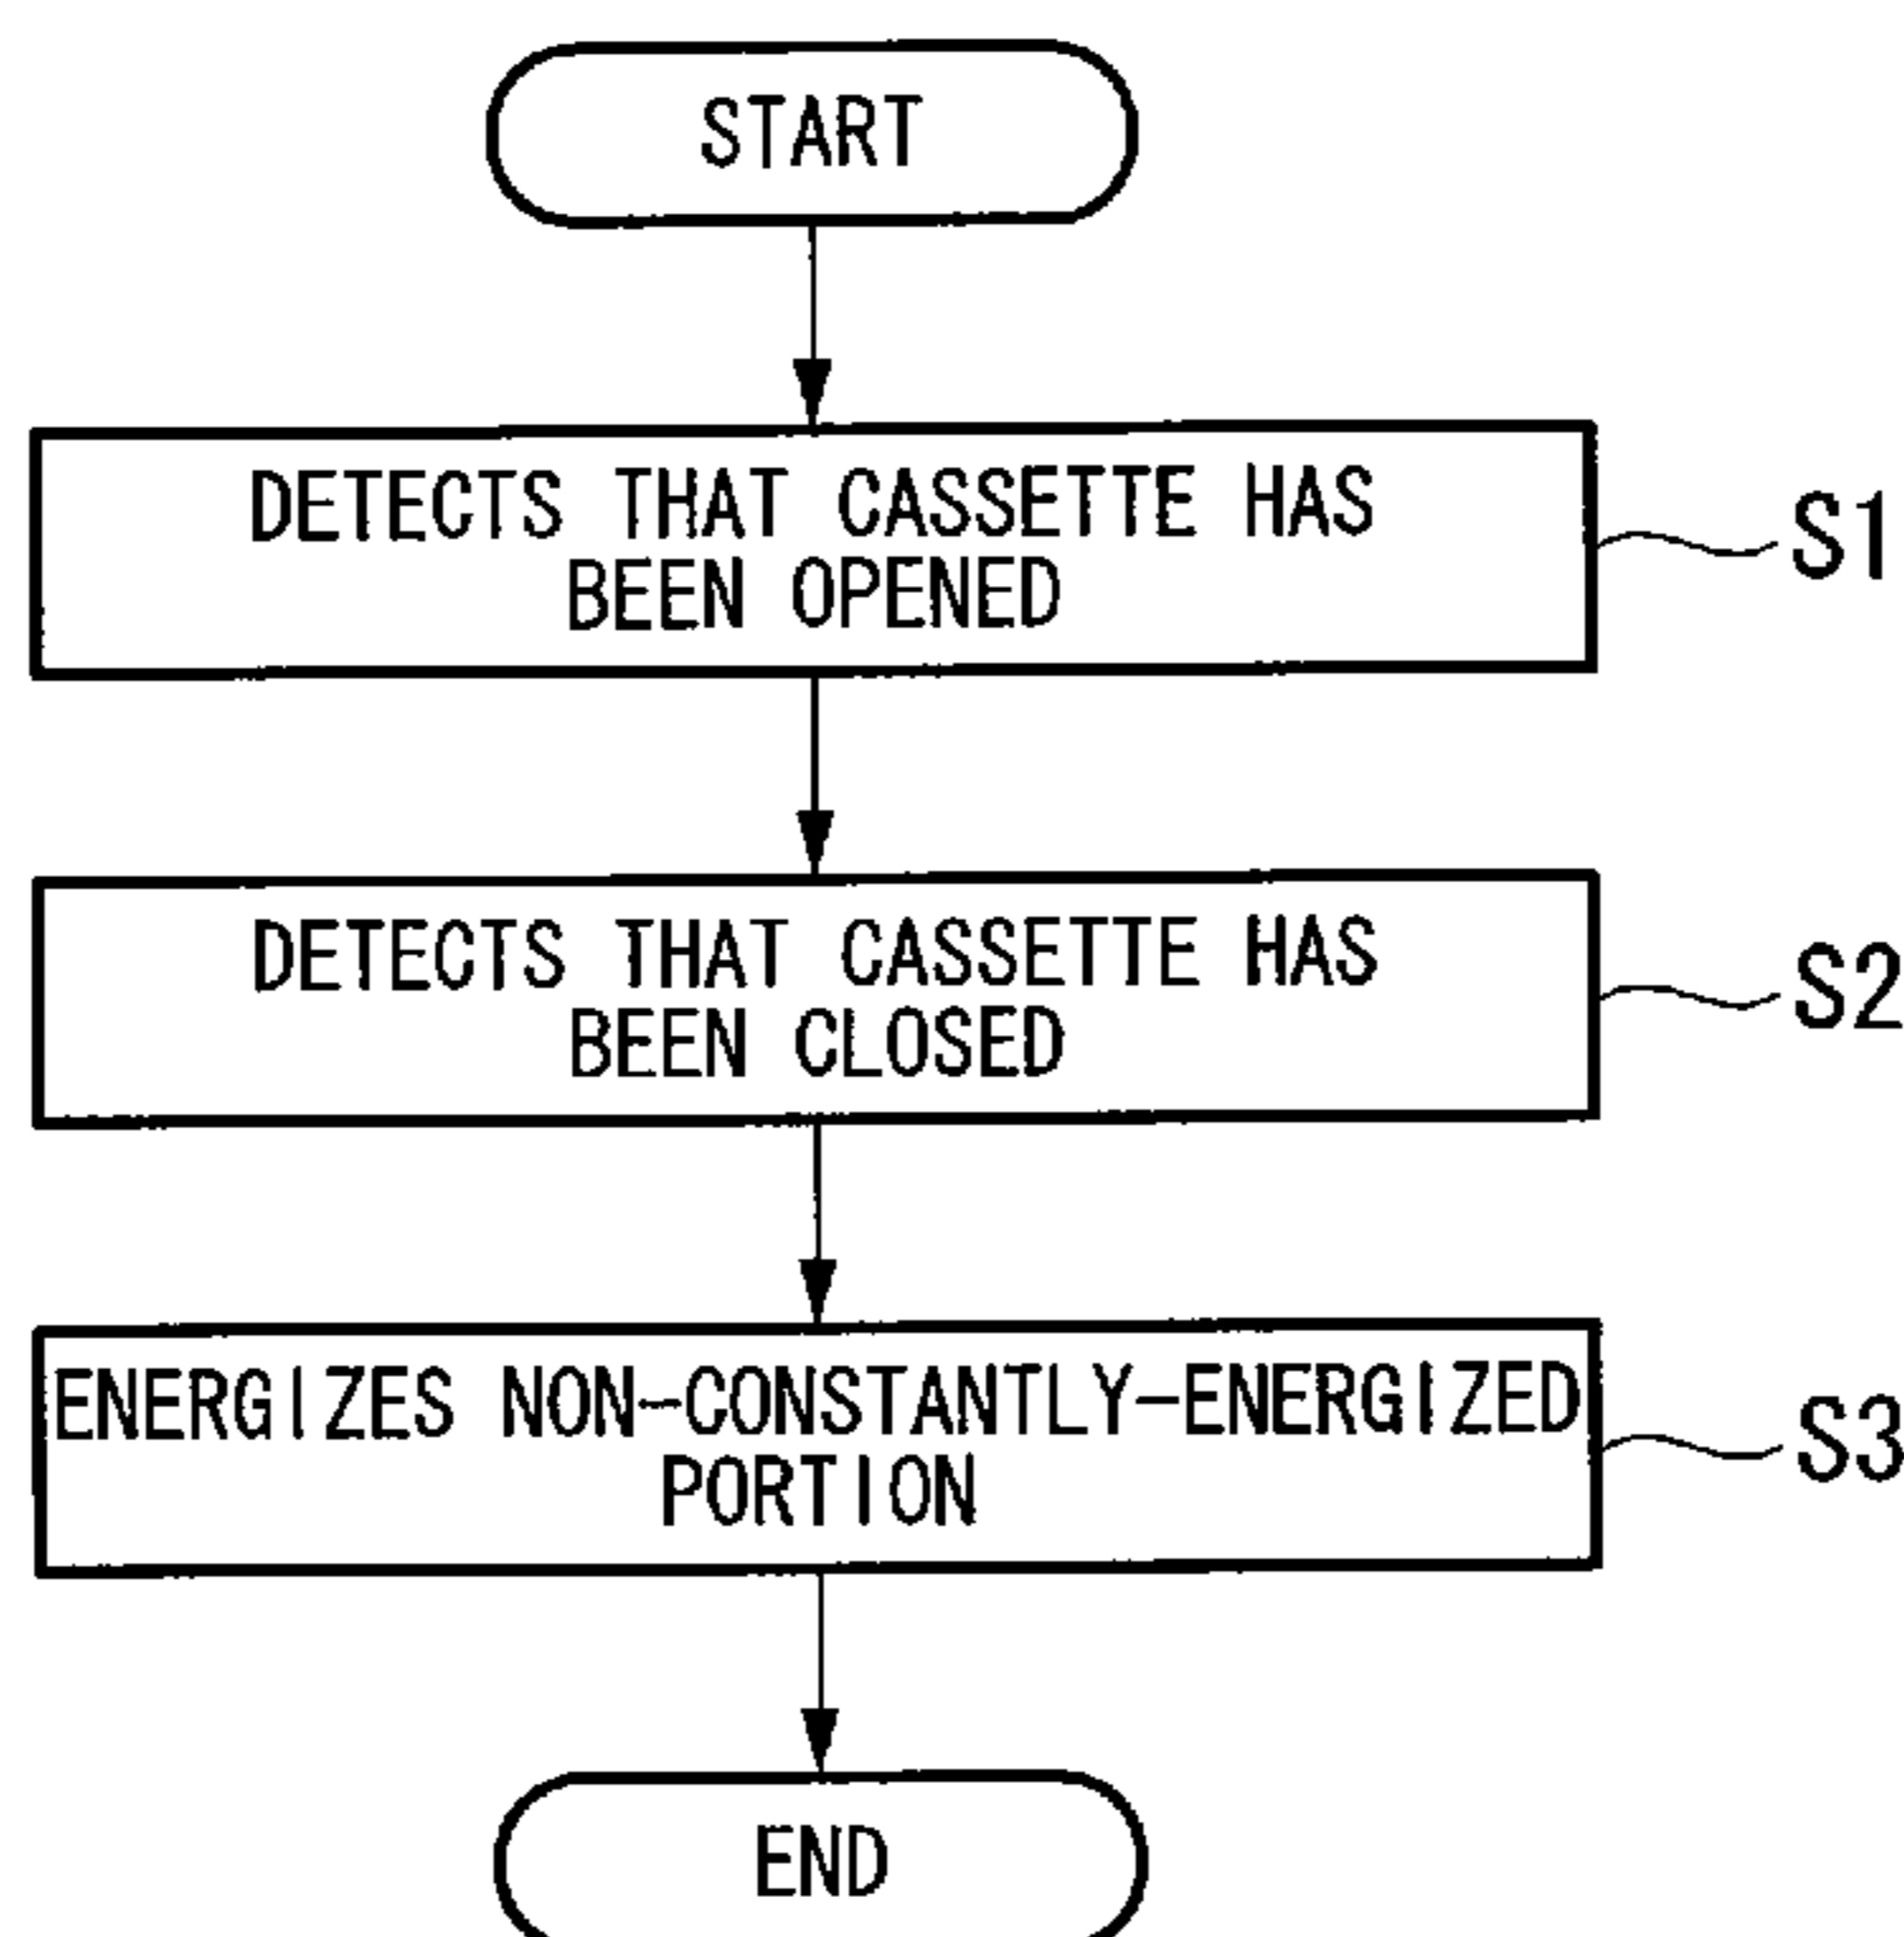 START
DETECTS THAT CASSETTE HAS
BEEN OPENED
S1
DETECTS THAT CASSETTE HAS
BEEN CLOSED
S2
ENERGIZES NON-CONSTANTLY-ENERGIZED
PORTION
S3
END